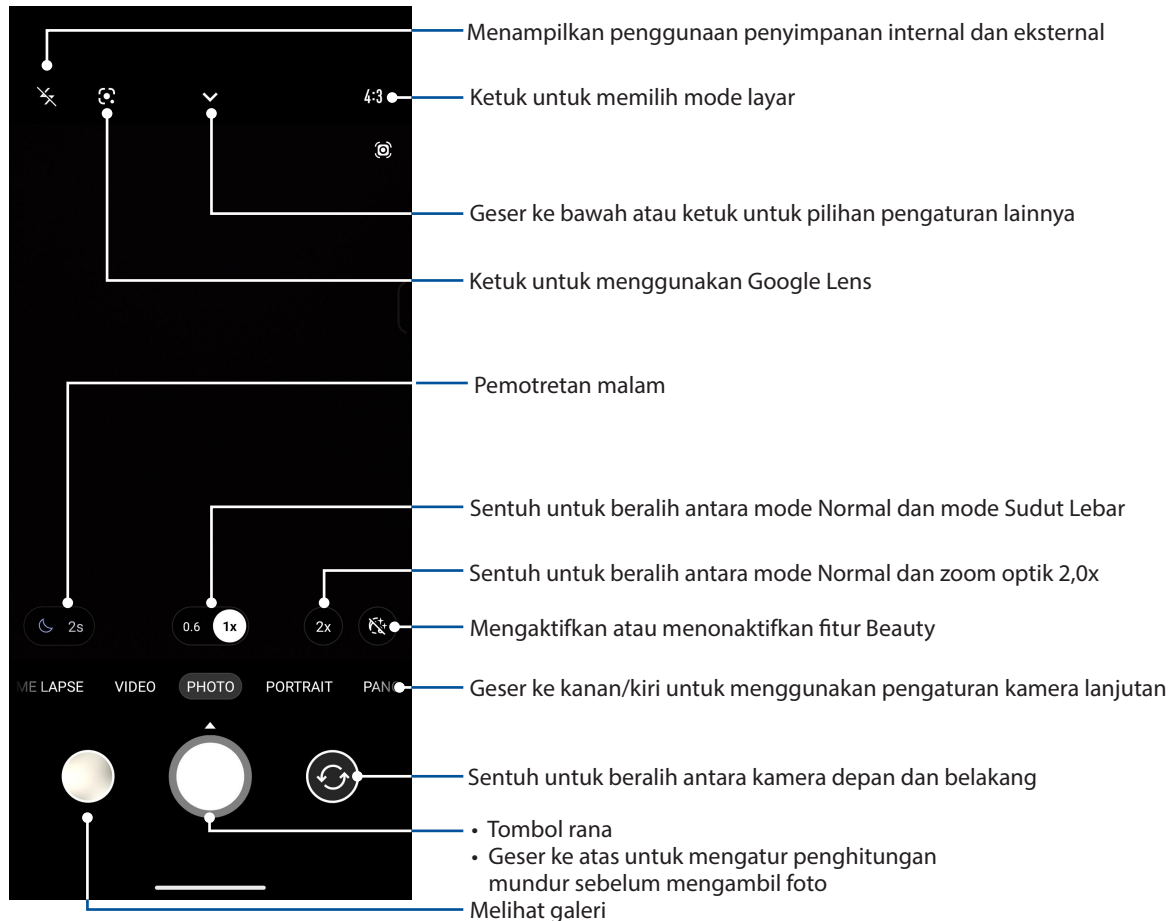 Menampilkan penggunaan penyimpanan internal dan eksternal
4:3
Ketuk untuk memilih mode layar
Geser ke bawah atau ketuk untuk pilihan pengaturan lainnya
Ketuk untuk menggunakan Google Lens
Pemotretan malam
Sentuh untuk beralih antara mode Normal dan mode Sudut Lebar
Sentuh untuk beralih antara mode Normal dan zoom optik 2,0x
2s
0.6 1x
2x
Mengaktifkan atau menonaktifkan fitur Beauty
ME LAPSE VIDEO PHOTO PORTRAIT PANO
Geser ke kanan/kiri untuk menggunakan pengaturan kamera lanjutan
Sentuh untuk beralih antara kamera depan dan belakang
• Tombol rana
• Geser ke atas untuk mengatur penghitungan
mundur sebelum mengambil foto
Melihat galeri